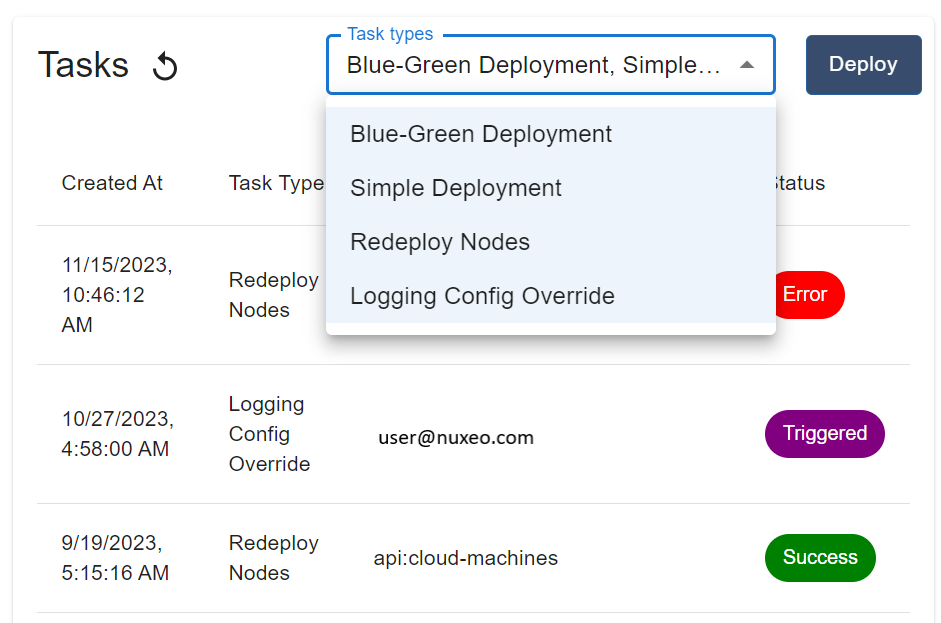 Task types
Tasks
Blue-Green Deployment, Simple…
Deploy
Blue-Green Deployment
Simple Deployment
Redeploy Nodes
Logging Config Override
Created At
Task Type
Status
11/15/2023,
10:46:12
AM
Redeploy
Nodes
Error
10/27/2023,
4:58:00 AM
Logging
Config
Override
user@nuxeo.com
Triggered
9/19/2023,
5:15:16 AM
Redeploy
Nodes
api:cloud-machines
Success